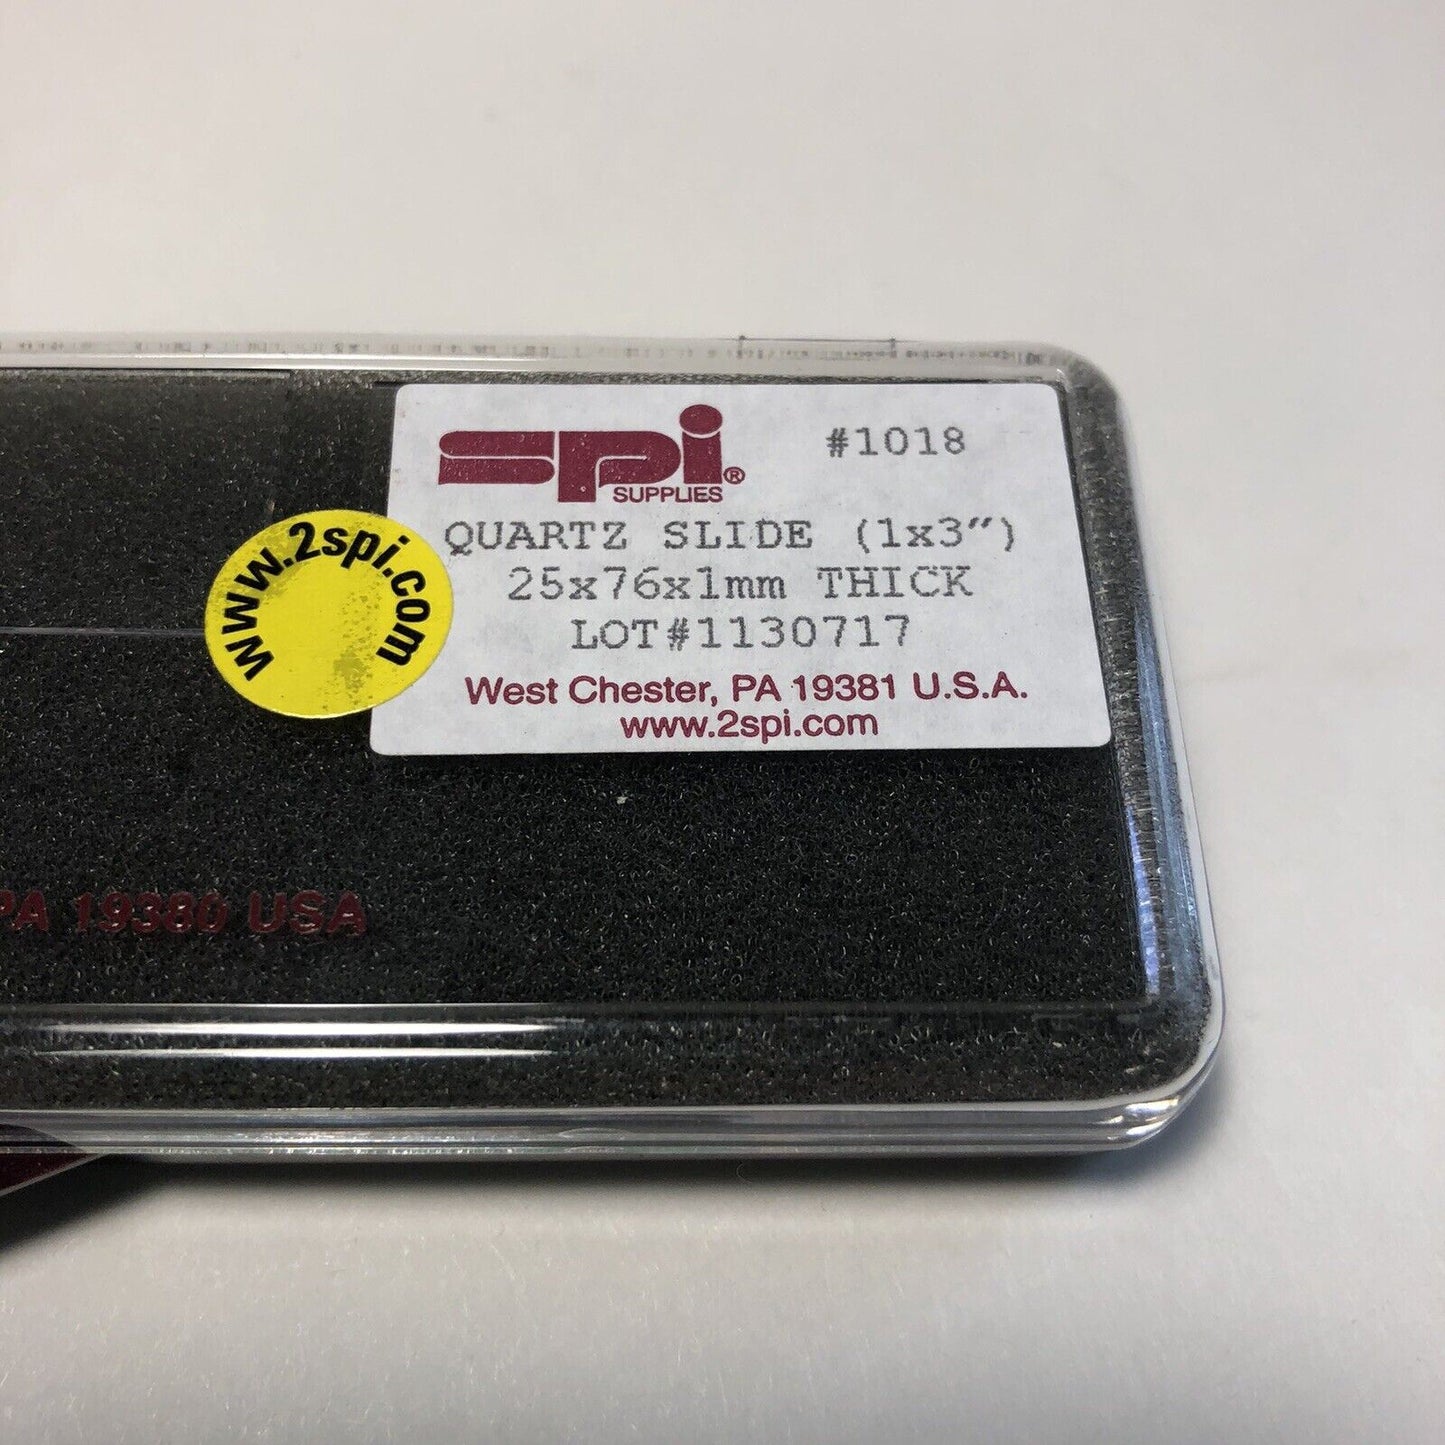 spi® #1018
SUPPLIES
QUARTZ SLIDE (1x3")
25x76x1mm THICK
LOT#1130717
West Chester, PA 19381 U.S.A.
www.2spi.com
www.2spi.com
PA 19380 USA